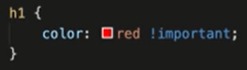 h1 {
color: red !important;
}